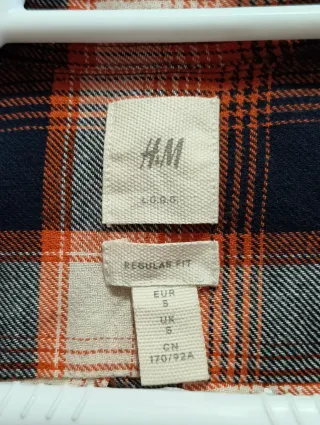 H&M
L.O.G.G.
REGULAR FIT
EUR
S
UK
S
CN
170/92A